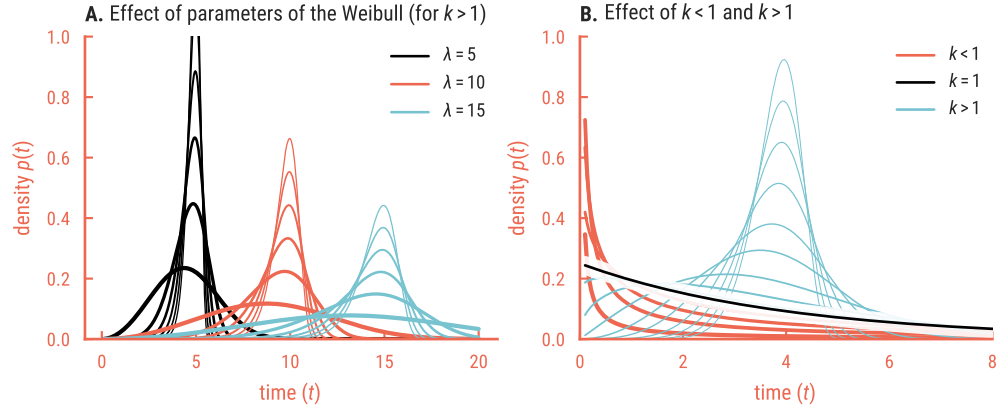 A. Effect of parameters of the Weibull (for k > 1)
1.0
0.8
0.6
0.4
0.2
0.0
density p(t)
λ = 5
λ = 10
λ = 15
0 5 10 15 20
time (t)
B. Effect of k < 1 and k > 1
1.0
0.8
0.6
0.4
0.2
0.0
density p(t)
k < 1
k = 1
k > 1
0 2 4 6 8
time (t)